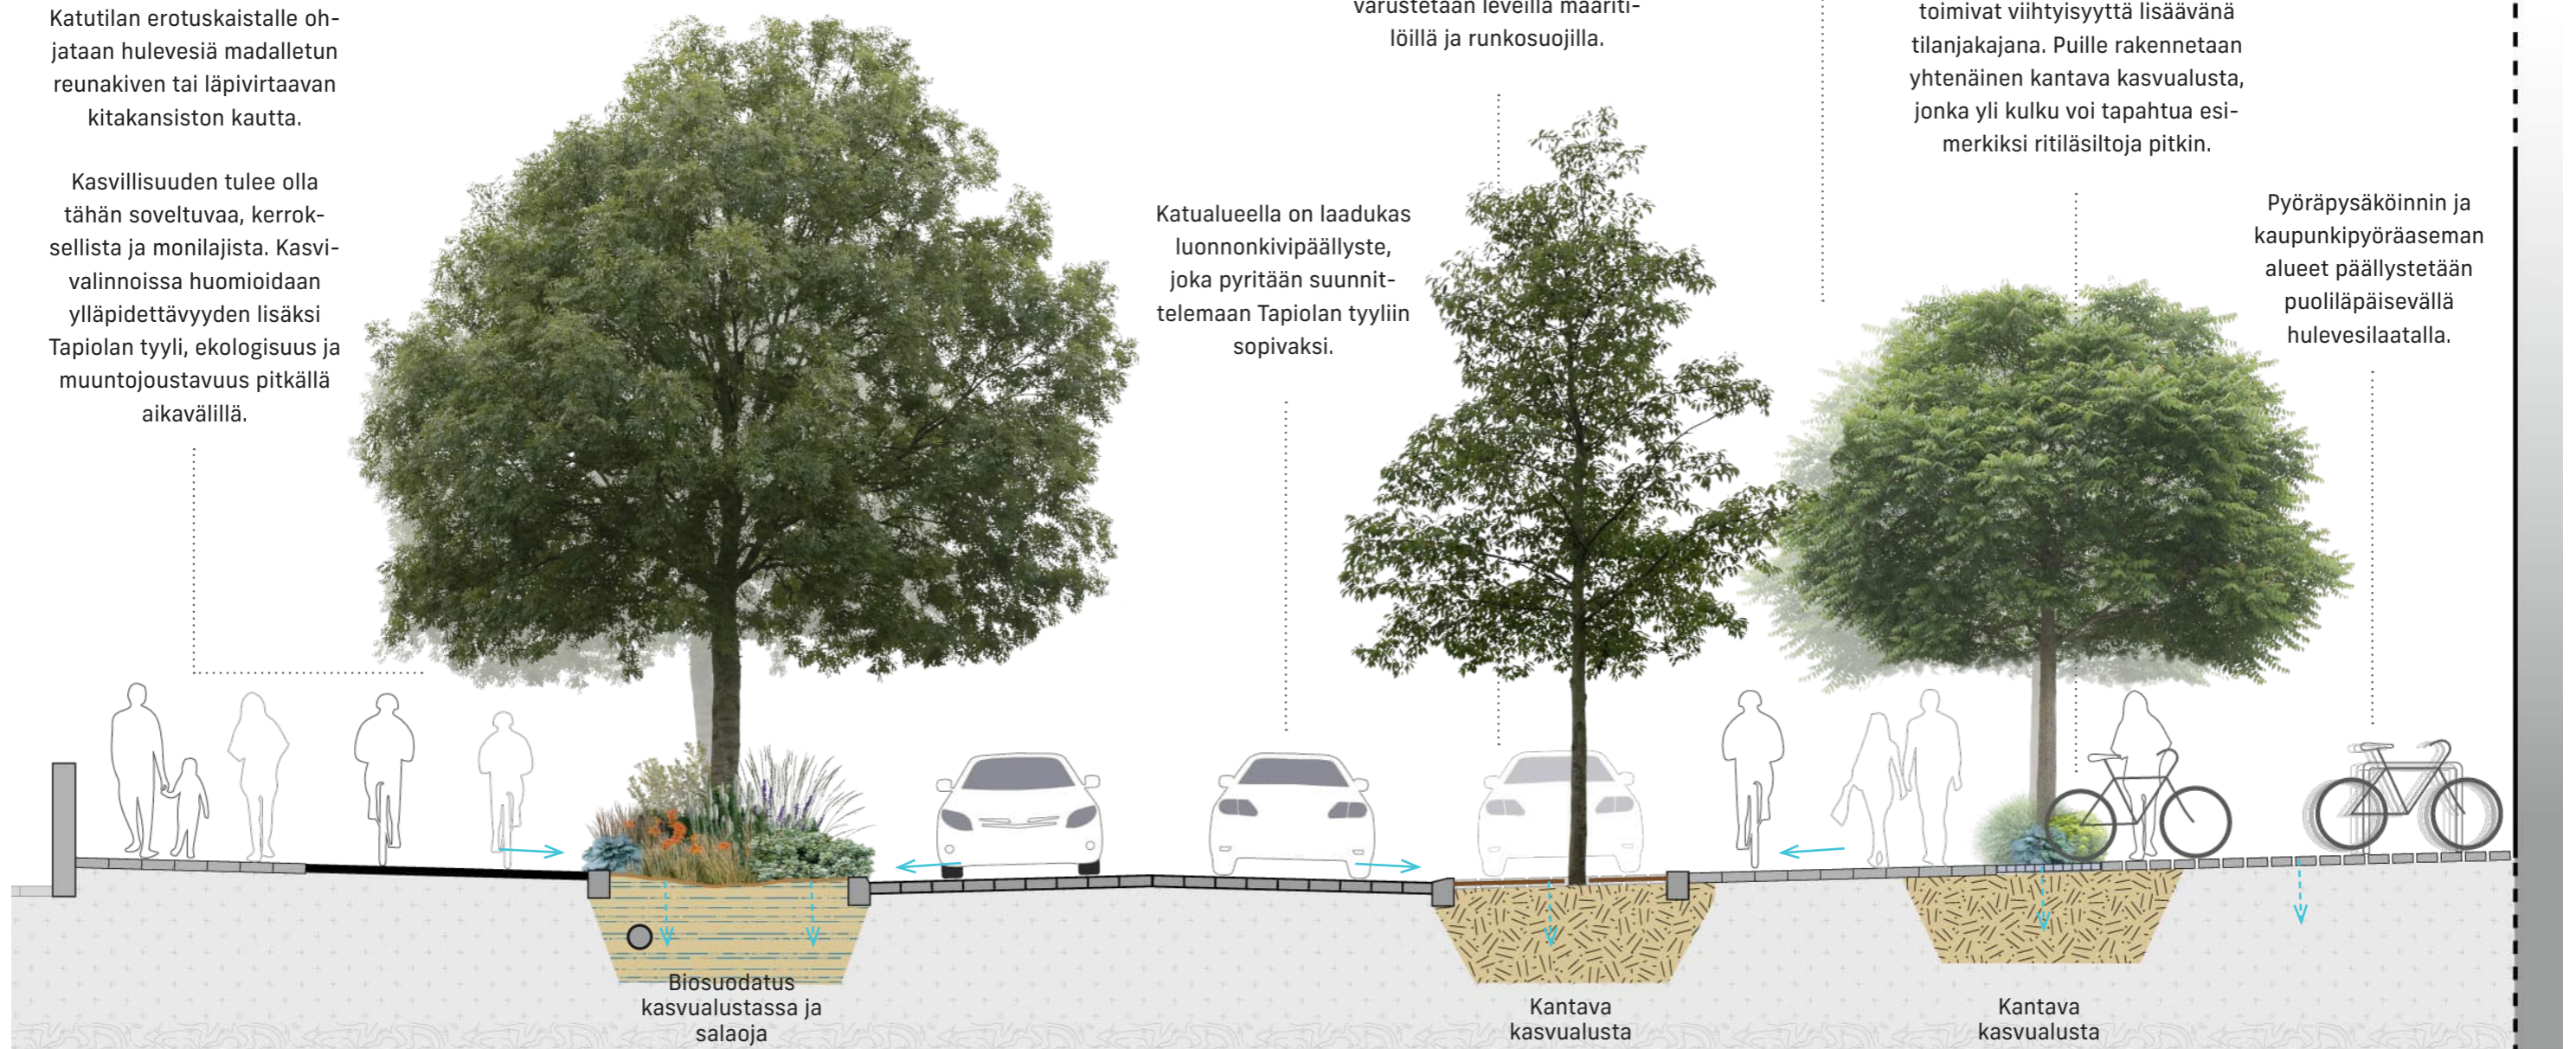 Katutilan erotuskaistalle oh-
jataan hulevesiä madalletun
reunakiven tai läpivirtaavan
kitakansiston kautta.
Kasvillisuuden tulee olla
tähän soveltuvaa, kerrok-
sellista ja monilajista. Kasvi-
valinnoissa huomioidaan
ylläpidettävyyden lisäksi
Tapiolan tyyli, ekologisuus ja
muuntojoustavuus pitkällä
aikavälillä.
Katualueella on laadukas
luonnonkivipäällyste,
joka pyritään suunnit-
telemaan Tapiolan tyyliin
sopivaksi.
varustetaan leveillä maariti-
löillä ja runkosuojilla.
toimivat viihtyisyyttä lisäävänä
tilanjakajana. Puille rakennetaan
yhtenäinen kantava kasvualusta,
jonka yli kulku voi tapahtua esi-
merkiksi ritiläsiltoja pitkin.
Pyöräpysäköinnin ja
kaupunkipyöräaseman
alueet päällystetään
puoliläpäisevällä
hulevesilaatalla.
Biosuodatus
kasvualustassa ja
salaoja
Kantava
kasvualusta
Kantava
kasvualusta